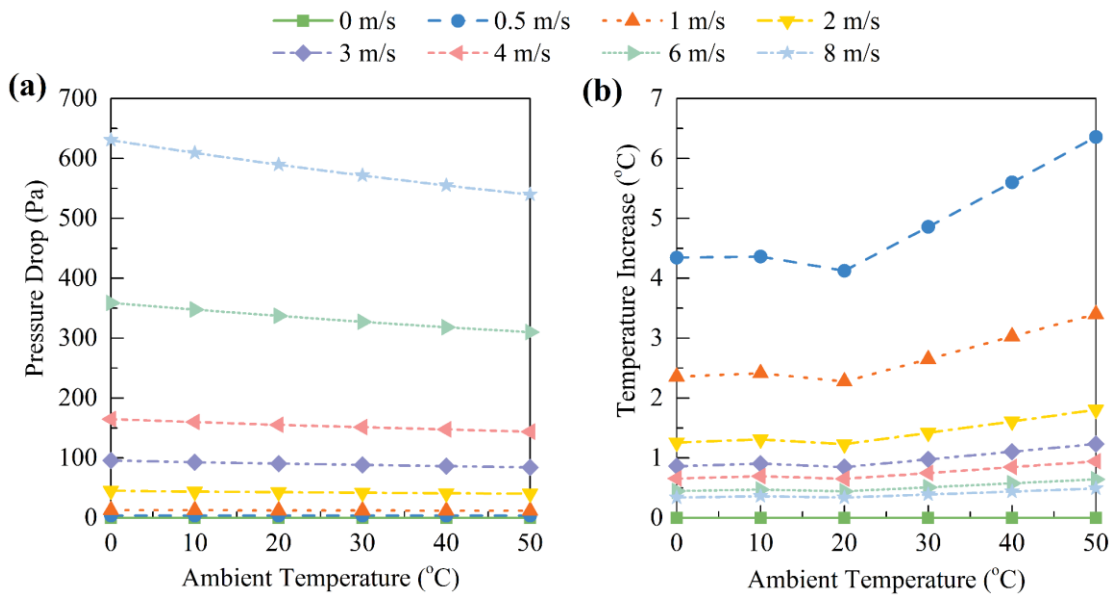 0 m/s 0.5 m/s 1 m/s 2 m/s
3 m/s 4 m/s 6 m/s 8 m/s
(a)
700
600
500
400
300
200
100
0
Pressure Drop (Pa)
0 10 20 30 40 50
Ambient Temperature (°C)
(b)
7
6
5
4
3
2
1
0
Temperature Increase (°C)
0 10 20 30 40 50
Ambient Temperature (°C)